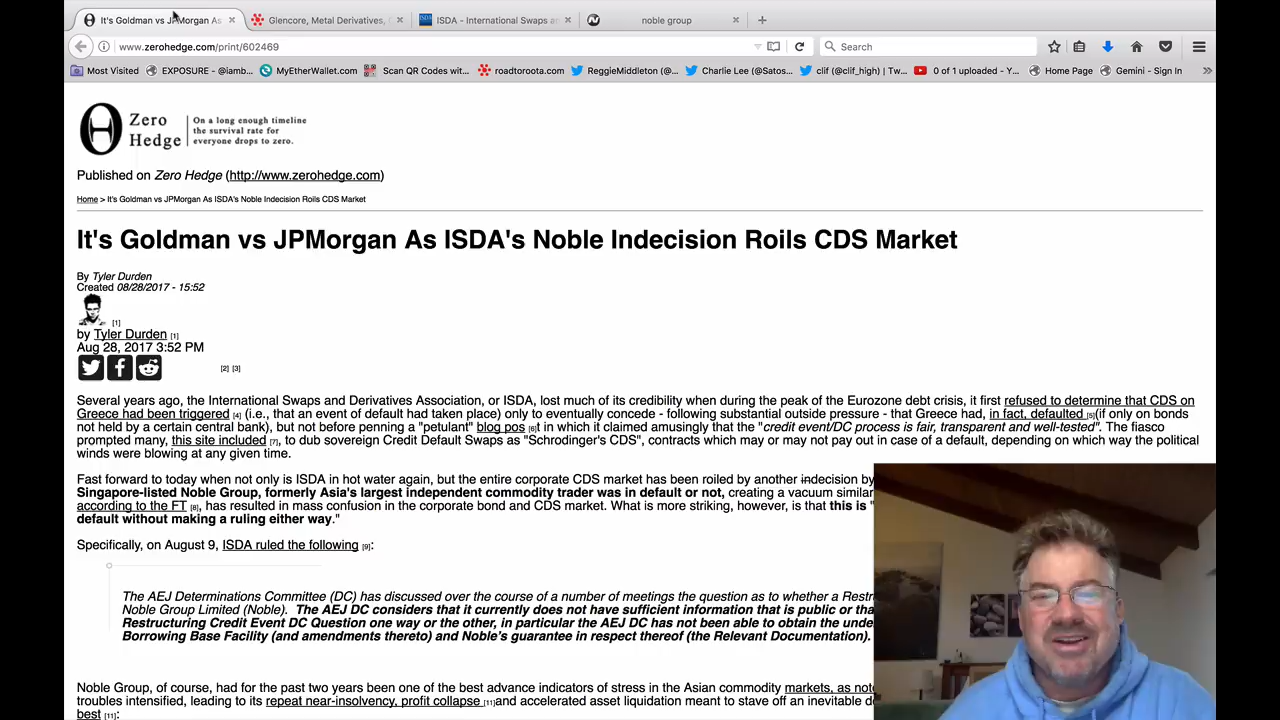 It's Goldman vs JPMorgan As
Glencore, Metal Derivatives,
ISDA - International Swaps an
noble group
www.zerohedge.com/print/602469
Search
Most Visited
EXPOSURE - @iamb...
MyEtherWallet.com
Scan QR Codes wit...
roadtoroota.com
ReggieMiddleton (@...
Charlie Lee (@Satos...
clif (@clif_high) | Tw...
0 of 1 uploaded - Y...
Home Page
Gemini - Sign In
Zero
Hedge
On a long enough timeline
the survival rate for
everyone drops to zero.
Published on Zero Hedge (http://www.zerohedge.com)
Home > It's Goldman vs JPMorgan As ISDA's Noble Indecision Roils CDS Market
It's Goldman vs JPMorgan As ISDA's Noble Indecision Roils CDS Market
By Tyler Durden
Created 08/28/2017 - 15:52
[1]
by Tyler Durden [1]
Aug 28, 2017 3:52 PM
[2] [3]
Several years ago, the International Swaps and Derivatives Association, or ISDA, lost much of its credibility when during the peak of the Eurozone debt crisis, it first refused to determine that CDS on
Greece had been triggered [4] (i.e., that an event of default had taken place) only to eventually concede - following substantial outside pressure - that Greece had, in fact, defaulted [5](if only on bonds
not held by a certain central bank), but not before penning a "petulant" blog pos [6]t in which it claimed amusingly that the "credit event/DC process is fair, transparent and well-tested". The fiasco
prompted many, this site included [7], to dub sovereign Credit Default Swaps as "Schrodinger's CDS", contracts which may or may not pay out in case of a default, depending on which way the political
winds were blowing at any given time.
Fast forward to today when not only is ISDA in hot water again, but the entire corporate CDS market has been roiled by another indecision by
Singapore-listed Noble Group, formerly Asia's largest independent commodity trader was in default or not, creating a vacuum similar
according to the FT [8], has resulted in mass confusion in the corporate bond and CDS market. What is more striking, however, is that this is "
default without making a ruling either way."
Specifically, on August 9, ISDA ruled the following [9]:
The AEJ Determinations Committee (DC) has discussed over the course of a number of meetings the question as to whether a Restr
Noble Group Limited (Noble). The AEJ DC considers that it currently does not have sufficient information that is public or tha
Restructuring Credit Event DC Question one way or the other, in particular the AEJ DC has not been able to obtain the unde
Borrowing Base Facility (and amendments thereto) and Noble's guarantee in respect thereof (the Relevant Documentation).
Noble Group, of course, had for the past two years been one of the best advance indicators of stress in the Asian commodity markets, as note
troubles intensified, leading to its repeat near-insolvency, profit collapse [11]and accelerated asset liquidation meant to stave off an inevitable d
best [11]: